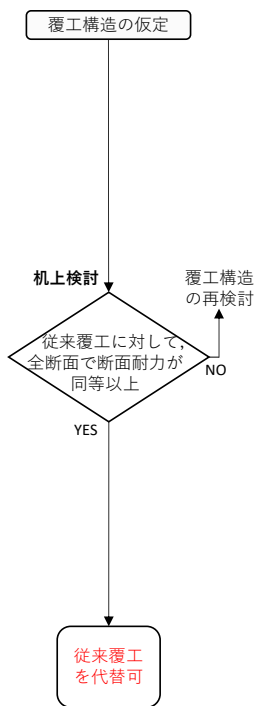 覆工構造の仮定
机上検討
覆工構造
の再検討
従来覆工に対して,
全断面で断面耐力が
同等以上
NO
YES
従来覆工
を代替可